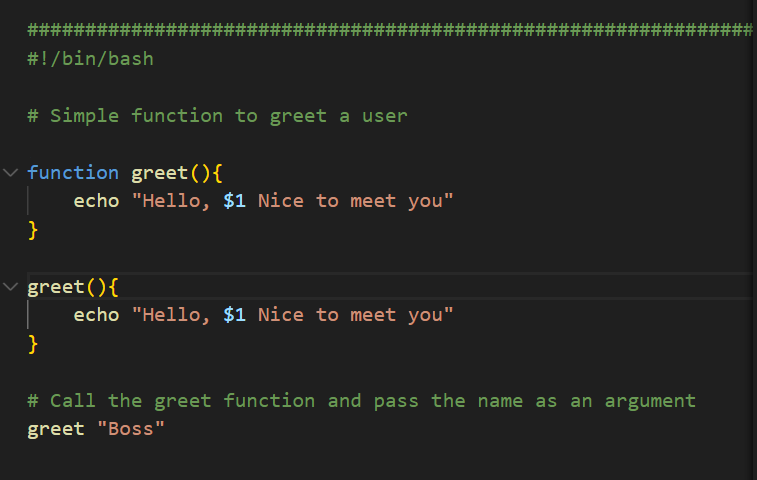 ###############################################################
#!/bin/bash
# Simple function to greet a user
function greet(){
    echo "Hello, $1 Nice to meet you"
}
greet(){
    echo "Hello, $1 Nice to meet you"
}
# Call the greet function and pass the name as an argument
greet "Boss"